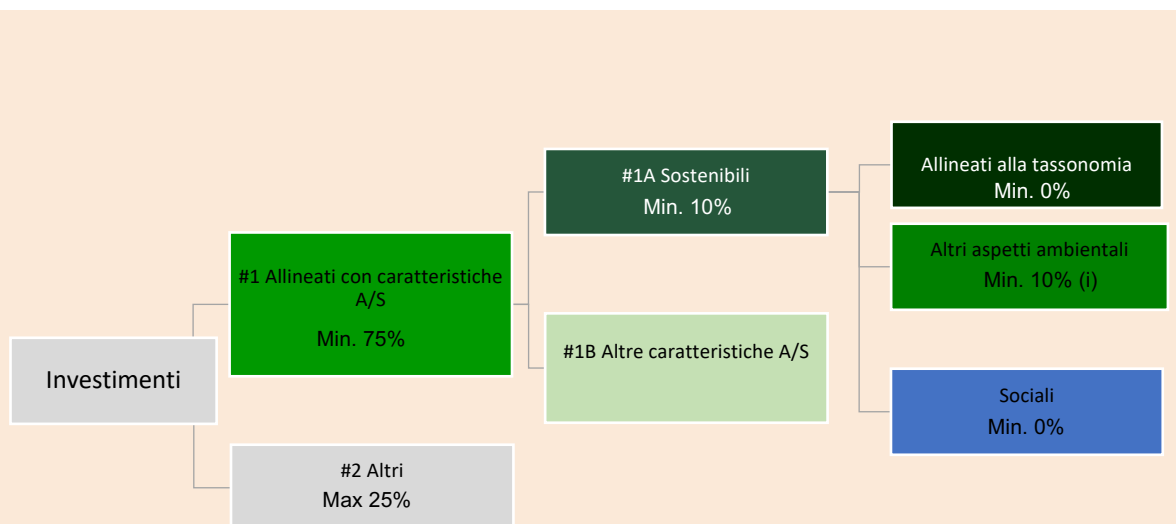 Investimenti
#1 Allineati con caratteristiche
A/S
Min. 75%
#2 Altri
Max 25%
#1A Sostenibili
Min. 10%
#1B Altre caratteristiche A/S
Allineati alla tassonomia
Min. 0%
Altri aspetti ambientali
Min. 10% (i)
Sociali
Min. 0%